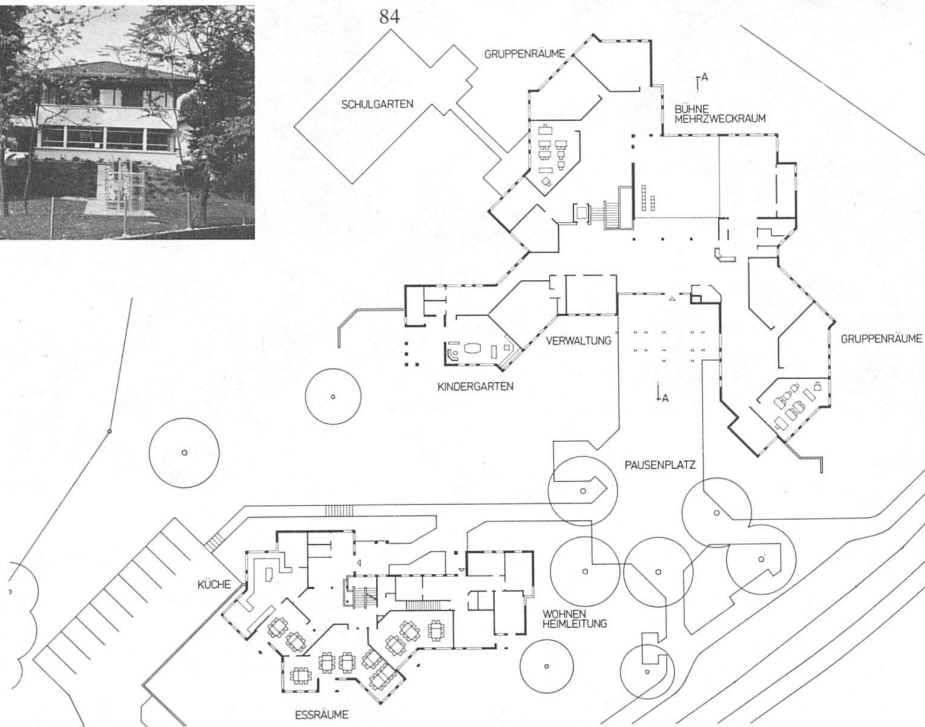 84
GRUPPENRÄUME
SCHULGARTEN
A
BÜHNE
MEHRZWECKRAUM
GRUPPENRÄUME
VERWALTUNG
KINDERGARTEN
A
PAUSENPLATZ
KÜCHE
WOHNEN
HEIMLEITUNG
ESSRÄUME